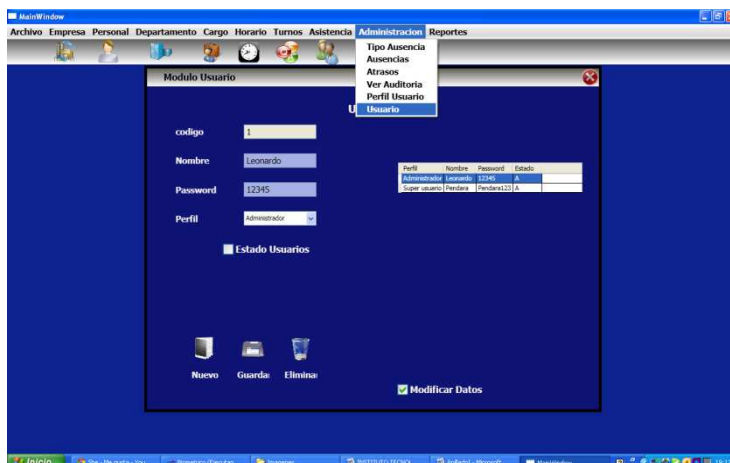 MainWindow
Archivo Empresa Personal Departamento Cargo Horario Turnos Asistencia Administracion Reportes
Tipo Ausencia
Ausencias
Atrasos
Ver Auditoria
Perfil Usuario
Usuario
Modulo Usuario
U
codigo 1
Nombre Leonardo
Password 12345
Perfil Administrador
Estado Usuarios
Perfil Nombre Password Estado
Administrador Leonardo 12345 A
Super usuario Pendara Pendara123 A
Nuevo Guardar Eliminar
Modificar Datos
Inicio
MainWindow